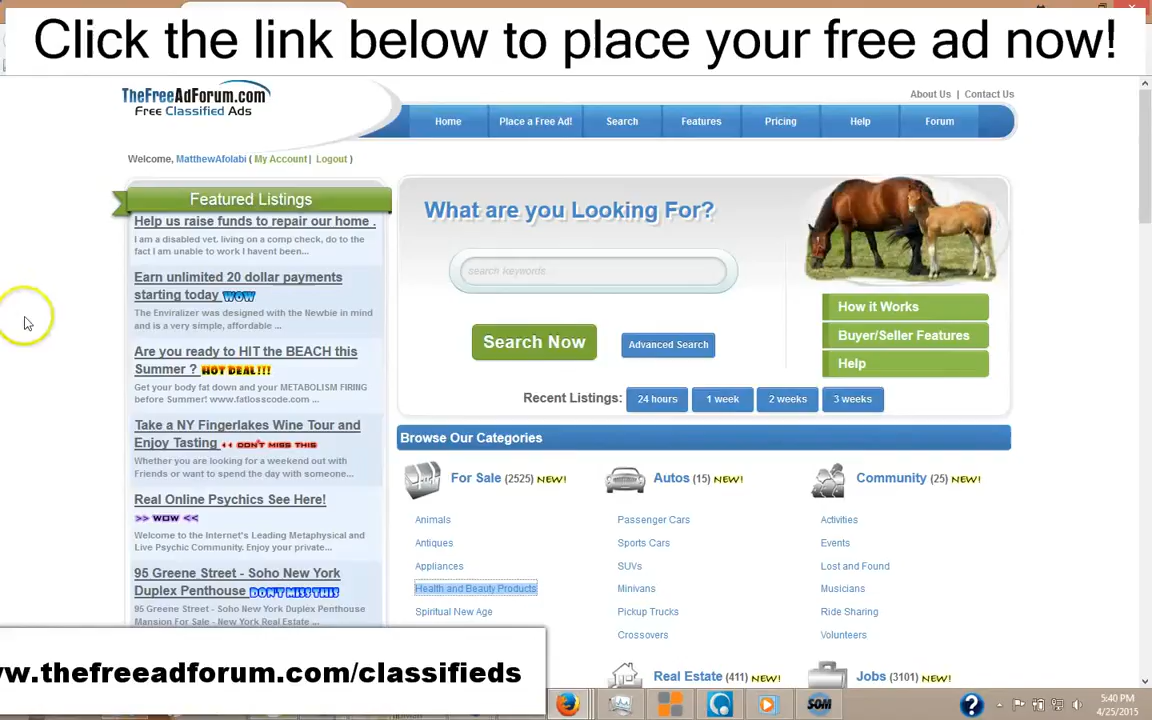 Click the link below to place your free ad now!
TheFreeAdForum.com
Free Classified Ads
About Us | Contact Us
Home
Place a Free Ad!
Search
Features
Pricing
Help
Forum
Welcome, MatthewAfolabi ( My Account | Logout )
Featured Listings
Help us raise funds to repair our home .
I am a disabled vet. living on a comp check, do to the
fact I am unable to work I havent been...
Earn unlimited 20 dollar payments
starting today WOW
The Enviralizer was designed with the Newbie in mind
and is a very simple, affordable ...
Are you ready to HIT the BEACH this
Summer ? HOT DEAL!!!
Get your body fat down and your METABOLISM FIRING
before Summer! www.fatlosscode.com ...
Take a NY Fingerlakes Wine Tour and
Enjoy Tasting DON'T MISS THIS
Whether you are looking for a weekend out with
Friends or want to spend the day with someone...
Real Online Psychics See Here!
>> WOW <<
Welcome to the Internet's Leading Metaphysical and
Live Psychic Community. Enjoy your private...
95 Greene Street - Soho New York
Duplex Penthouse DON'T MISS THIS
95 Greene Street - Soho New York Duplex Penthouse
Mansion For Sale - New York Real Estate ...
What are you Looking For?
search keywords...
Search Now
Advanced Search
How it Works
Buyer/Seller Features
Help
Recent Listings:
24 hours
1 week
2 weeks
3 weeks
Browse Our Categories
For Sale (2525) NEW!
Animals
Antiques
Appliances
Health and Beauty Products
Spiritual New Age
Autos (15) NEW!
Passenger Cars
Sports Cars
SUVs
Minivans
Pickup Trucks
Crossovers
Community (25) NEW!
Activities
Events
Lost and Found
Musicians
Ride Sharing
Volunteers
Real Estate (411) NEW!
Jobs (3101) NEW!
w.thefreeadforum.com/classifieds
SOM
5:40 PM
4/25/2015